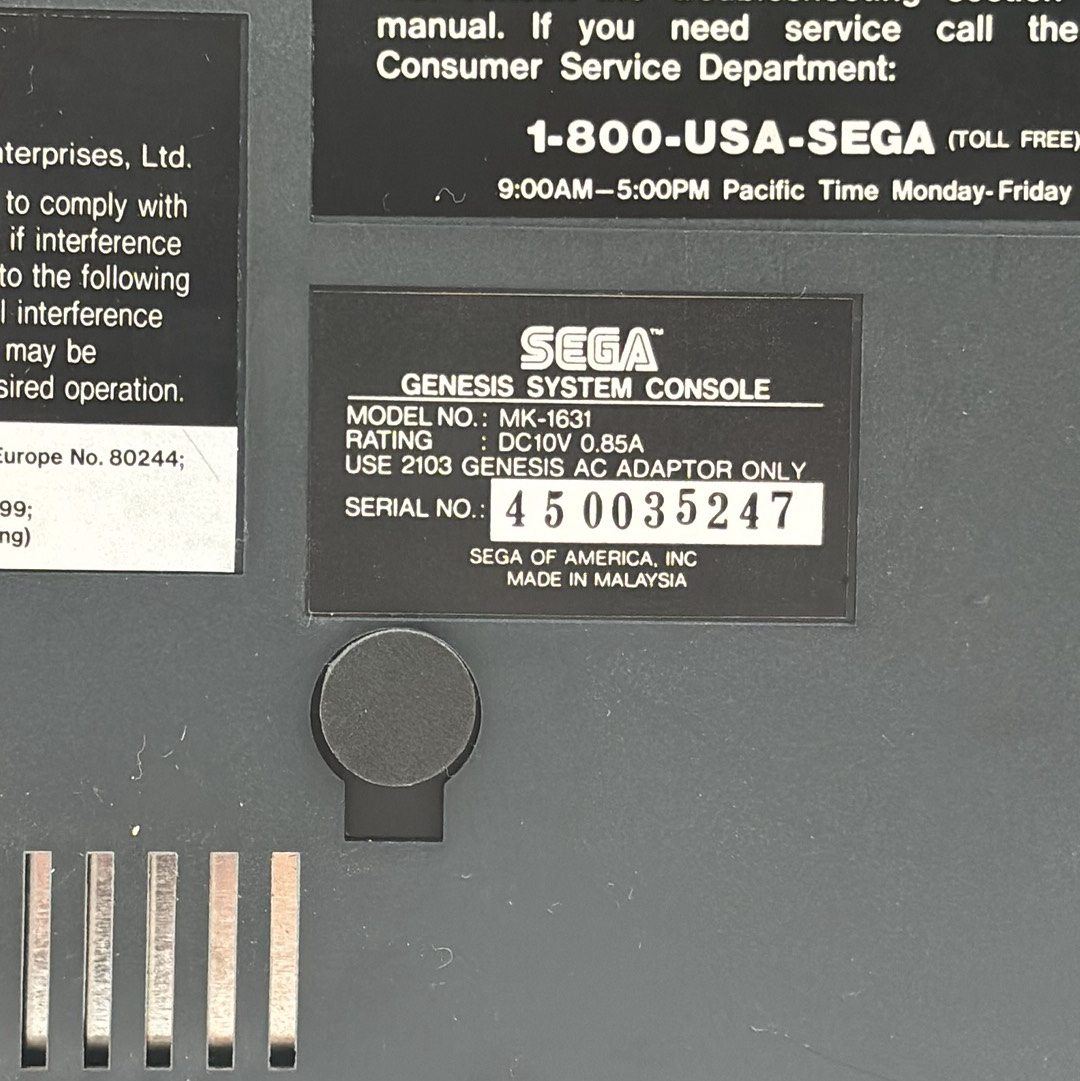 manual. If you need service call the
Consumer Service Department:
1-800-USA-SEGA (TOLL FREE)
9:00AM–5:00PM Pacific Time Monday-Friday
nterprises, Ltd.
to comply with
if interference
to the following
l interference
may be
sired operation.
Europe No. 80244;
99;
ng)
SEGA™
GENESIS SYSTEM CONSOLE
MODEL NO.: MK-1631
RATING : DC10V 0.85A
USE 2103 GENESIS AC ADAPTOR ONLY
SERIAL NO.: 450035247
SEGA OF AMERICA, INC
MADE IN MALAYSIA